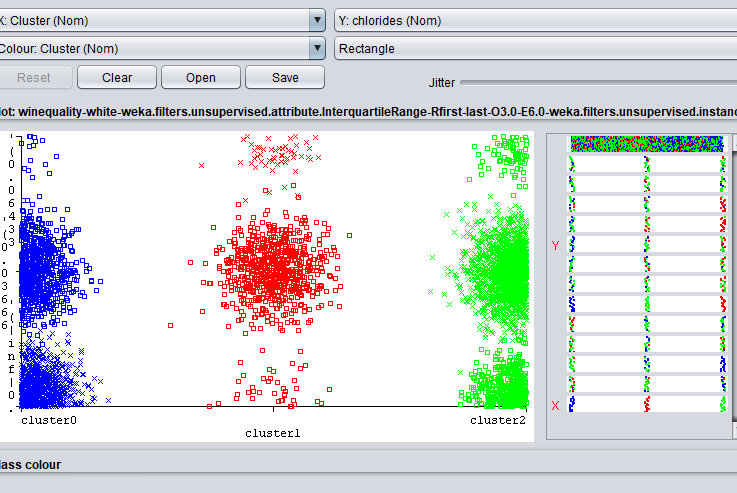 X: Cluster (Nom)
Y: chlorides (Nom)
Colour: Cluster (Nom)
Rectangle
Reset
Clear
Open
Save
Jitter
lot: winequality-white-weka.filters.unsupervised.attribute.InterquartileRange-Rfirst-last-O3.0-E6.0-weka.filters.unsupervised.instanc
cluster0
cluster1
cluster2
Y
X
lass colour